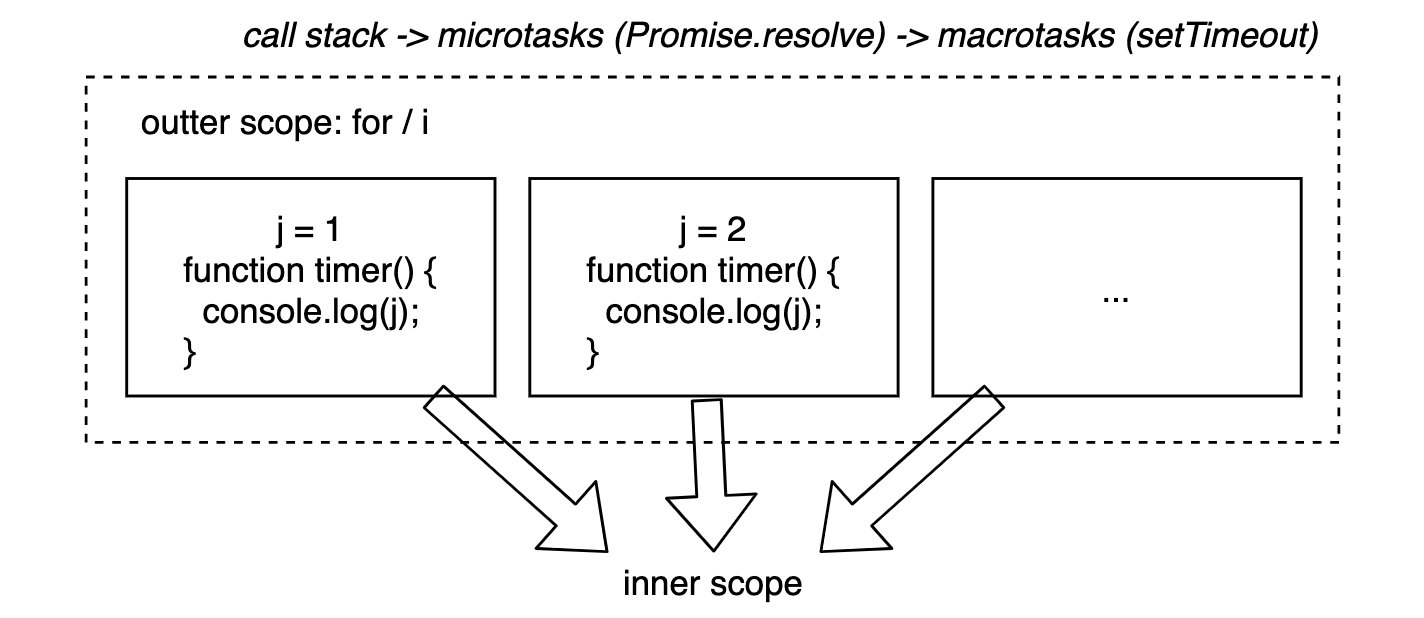 call stack -> microtasks (Promise.resolve) -> macrotasks (setTimeout)
outter scope: for / i
j = 1
function timer() {
console.log(j);
}
j = 2
function timer() {
console.log(j);
}
...
inner scope